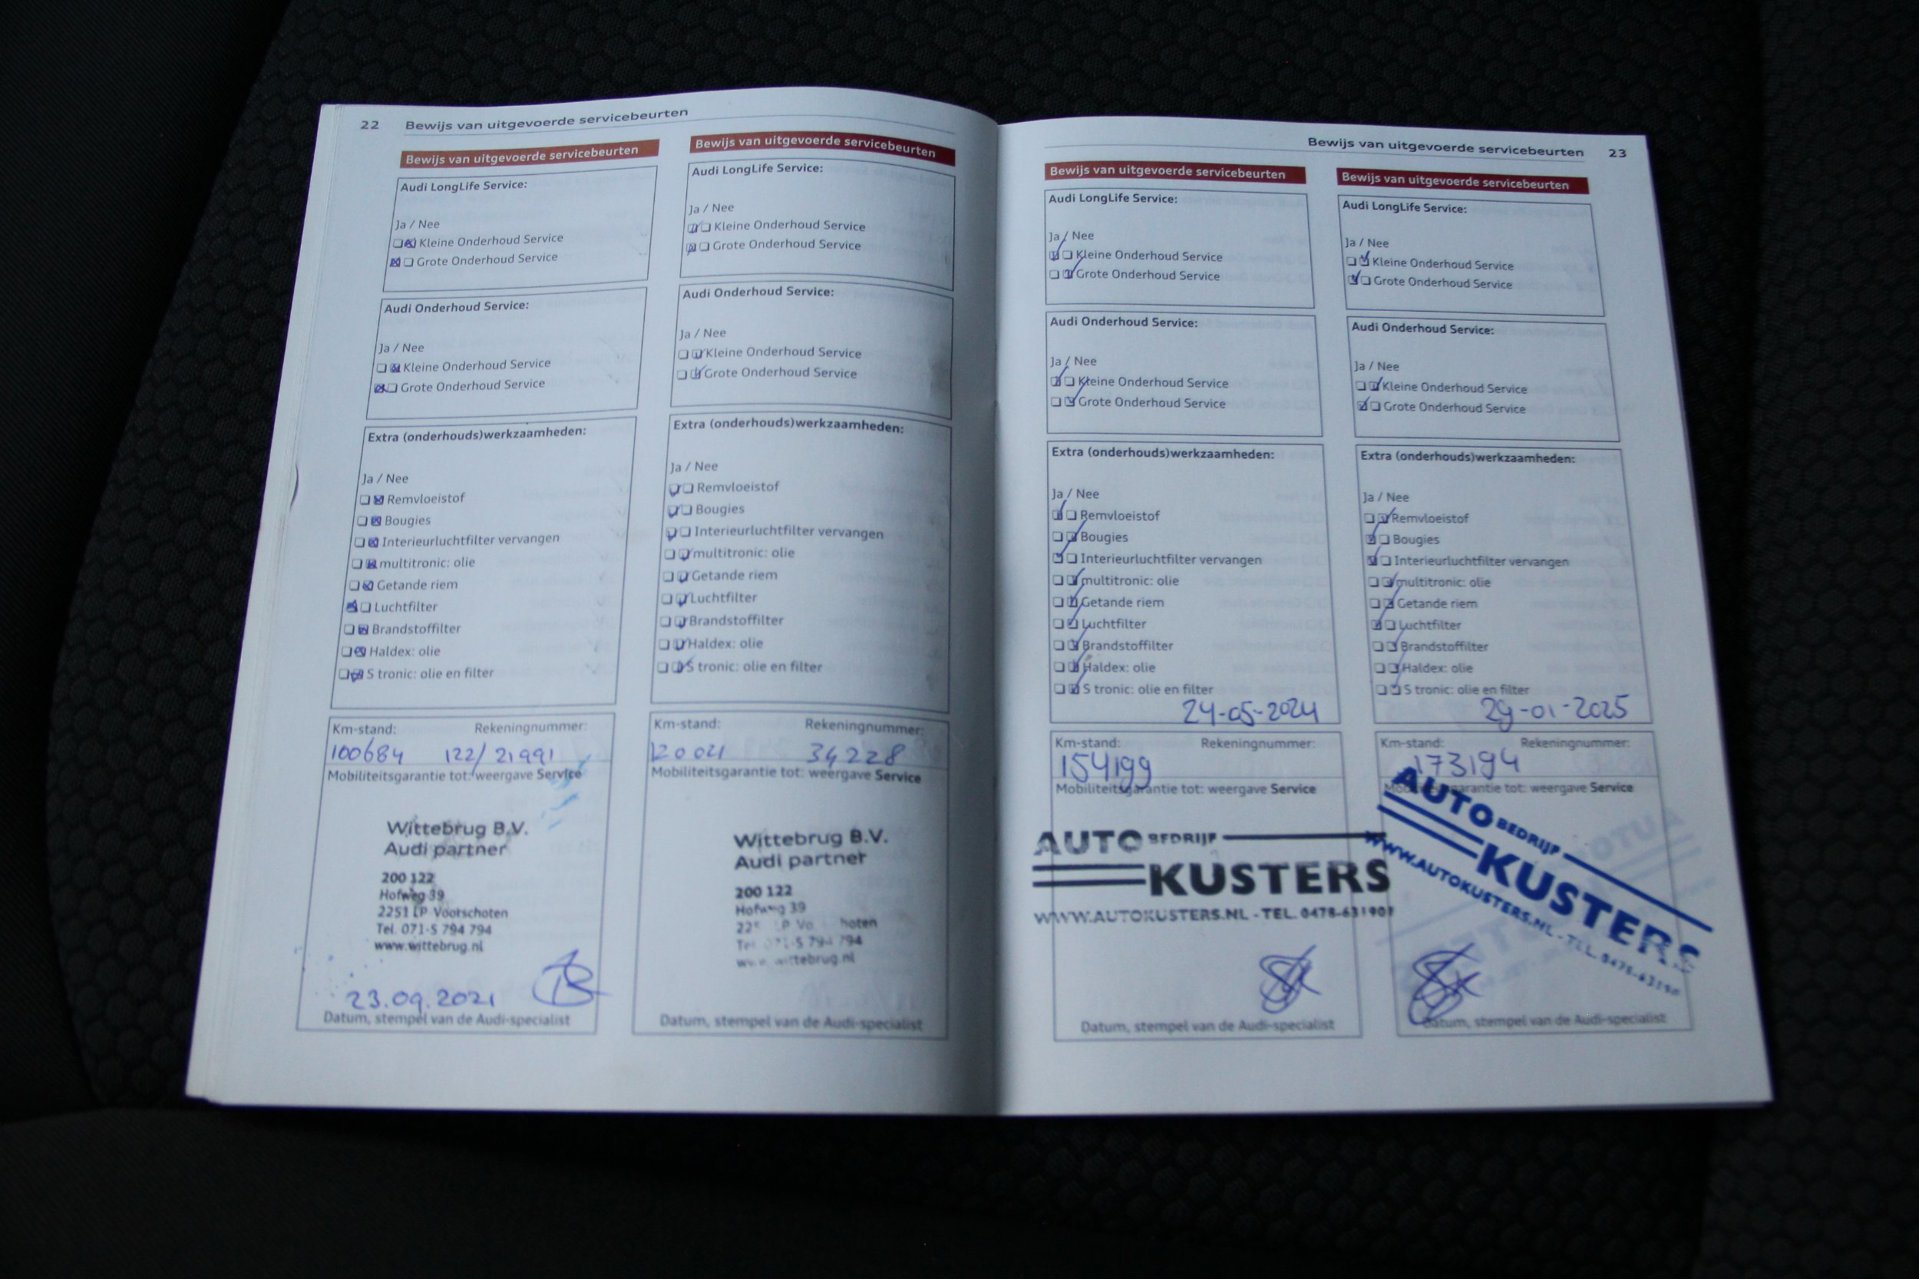 22 Bewijs van uitgevoerde servicebeurten
Bewijs van uitgevoerde servicebeurten
Audi LongLife Service:
Ja / Nee
Kleine Onderhoud Service
Grote Onderhoud Service
Audi Onderhoud Service:
Ja / Nee
Kleine Onderhoud Service
Grote Onderhoud Service
Extra (onderhouds)werkzaamheden:
Ja / Nee
Remvloeistof
Bougies
Interieurluchtfilter vervangen
multitronic: olie
Getande riem
Luchtfilter
Brandstoffilter
Haldex: olie
S tronic: olie en filter
Km-stand: Rekeningnummer:
100684 122/21991
Mobiliteitsgarantie tot: weergave Service
Wittebrug B.V.
Audi partner
200 122
Hofweg 39
2251 LP Voorschoten
Tel. 071-5 794 794
www.wittebrug.nl
23.09.2021
Datum, stempel van de Audi-specialist
Bewijs van uitgevoerde servicebeurten
Audi LongLife Service:
Ja / Nee
Kleine Onderhoud Service
Grote Onderhoud Service
Audi Onderhoud Service:
Ja / Nee
Kleine Onderhoud Service
Grote Onderhoud Service
Extra (onderhouds)werkzaamheden:
Ja / Nee
Remvloeistof
Bougies
Interieurluchtfilter vervangen
multitronic: olie
Getande riem
Luchtfilter
Brandstoffilter
Haldex: olie
S tronic: olie en filter
Km-stand: Rekeningnummer:
120021 34228
Mobiliteitsgarantie tot: weergave Service
Wittebrug B.V.
Audi partner
200 122
Hofweg 39
794
Datum, stempel van de Audi-specialist
Bewijs van uitgevoerde servicebeurten 23
Bewijs van uitgevoerde servicebeurten
Audi LongLife Service:
Ja / Nee
Kleine Onderhoud Service
Grote Onderhoud Service
Audi Onderhoud Service:
Ja / Nee
Kleine Onderhoud Service
Grote Onderhoud Service
Extra (onderhouds)werkzaamheden:
Ja / Nee
Remvloeistof
Bougies
Interieurluchtfilter vervangen
multitronic: olie
Getande riem
Luchtfilter
Brandstoffilter
Haldex: olie
S tronic: olie en filter
24-05-2024
Km-stand: Rekeningnummer:
154199
Mobiliteitsgarantie tot: weergave Service
AUTO BEDRIJF
KUSTERS
WWW.AUTOKUSTERS.NL - TEL. 0478-631901
Datum, stempel van de Audi-specialist
Bewijs van uitgevoerde servicebeurten
Audi LongLife Service:
Ja / Nee
Kleine Onderhoud Service
Grote Onderhoud Service
Audi Onderhoud Service:
Ja / Nee
Kleine Onderhoud Service
Grote Onderhoud Service
Extra (onderhouds)werkzaamheden:
Ja / Nee
Remvloeistof
Bougies
Interieurluchtfilter vervangen
multitronic: olie
Getande riem
Luchtfilter
Brandstoffilter
Haldex: olie
S tronic: olie en filter
29-01-2025
Km-stand: Rekeningnummer:
173194
Mobiliteitsgarantie tot: weergave Service
AUTO BEDRIJF
KUSTERS
WWW.AUTOKUSTERS.NL - TEL.
Datum, stempel van de Audi-specialist